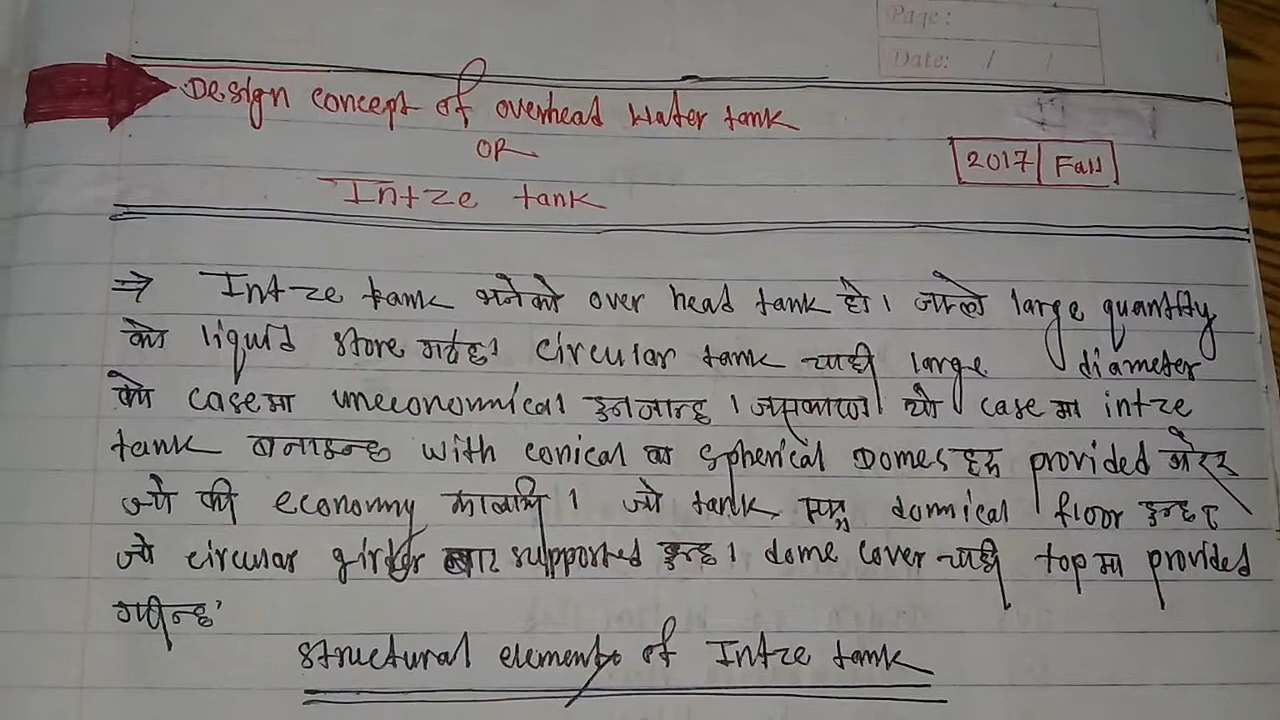 Page:
Date: / /
Design concept of overhead water tank
OR
2017 Fall
Intze tank
⇒ Intze tank भनेको over head tank हो। जसले large quantity
को liquid store गर्दछ। circular tank चाही large diameter
को case मा uneconomical हुनजान्छ । जसकारण यो case मा intze
tank बनाइन्छ with conical वा spherical Domes हरु provided गरेर
जो की economy कालागि । यो tank domical floor हुन्छ र
जो circular girder बाट supported हुन्छ। dome cover चाही top मा provided
गरीन्छ
structural elements of Intze tank